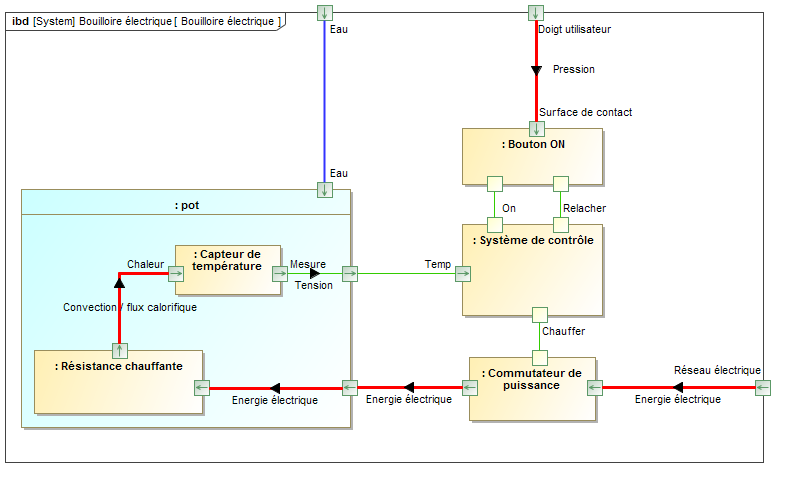 ibd [System] Bouilloire électrique [ Bouilloire électrique ]
Eau
Doigt utilisateur
Pression
Surface de contact
: Bouton ON
Eau
: pot
On
Relacher
: Système de contrôle
: Capteur de
température
Chaleur
Mesure
Temp
Tension
Convection / flux calorifique
Chauffer
: Résistance chauffante
: Commutateur de
puissance
Réseau électrique
Energie électrique
Energie électrique
Energie électrique